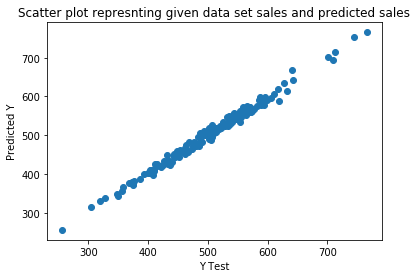 Scatter plot represnting given data set sales and predicted sales
700
600
500
400
300
Predicted Y
300 400 500 600 700
Y Test